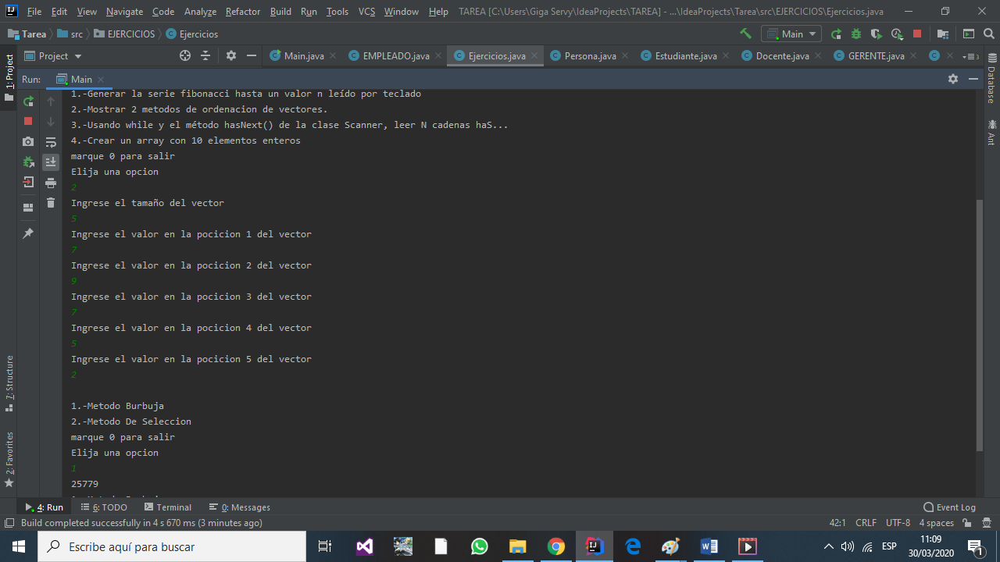 File Edit View Navigate Code Analyze Refactor Build Run Tools VCS Window Help TAREA [C:\Users\Giga Servy\IdeaProjects\TAREA] - ...\IdeaProjects\Tarea\src\EJERCICIOS\Ejercicios.java
Tarea src EJERCICIOS Ejercicios Main
Project Main.java EMPLEADO.java Ejercicios.java Persona.java Estudiante.java Docente.java GERENTE.java
1: Project
Run: Main
1.-Generar la serie fibonacci hasta un valor n leído por teclado
2.-Mostrar 2 metodos de ordenacion de vectores.
3.-Usando while y el método hasNext() de la clase Scanner, leer N cadenas haS...
4.-Crear un array con 10 elementos enteros
marque 0 para salir
Elija una opcion
2
Ingrese el tamaño del vector
5
Ingrese el valor en la pocicion 1 del vector
7
Ingrese el valor en la pocicion 2 del vector
9
Ingrese el valor en la pocicion 3 del vector
7
Ingrese el valor en la pocicion 4 del vector
5
Ingrese el valor en la pocicion 5 del vector
2
1.-Metodo Burbuja
2.-Metodo De Seleccion
marque 0 para salir
Elija una opcion
1
25779
Database
Ant
7: Structure
2: Favorites
4: Run 6: TODO Terminal 0: Messages Event Log
Build completed successfully in 4 s 670 ms (3 minutes ago) 42:1 CRLF UTF-8 4 spaces
Escribe aquí para buscar
ESP
11:09
30/03/2020
1